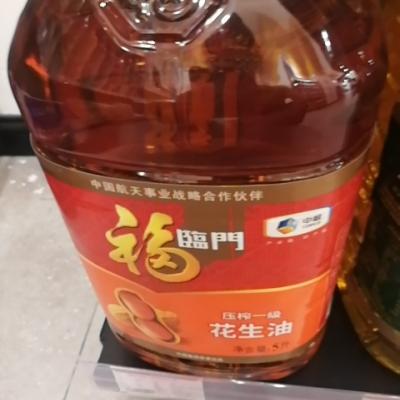 中国航天事业战略合作伙伴
福臨門
中粮
COFCO
压榨一级
花生油
净含量:5升